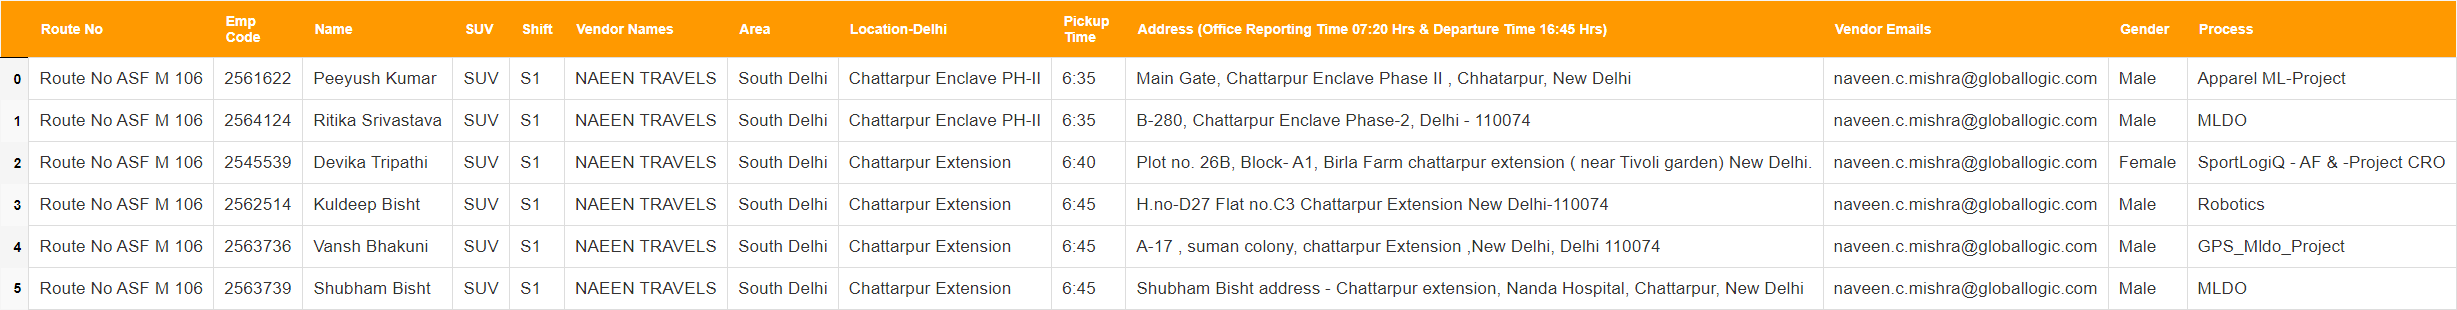 Route No Emp Code Name SUV Shift Vendor Names Area Location-Delhi Pickup Time Address (Office Reporting Time 07:20 Hrs & Departure Time 16:45 Hrs) Vendor Emails Gender Process
0 Route No ASF M 106 2561622 Peeyush Kumar SUV S1 NAEEN TRAVELS South Delhi Chattarpur Enclave PH-II 6:35 Main Gate, Chattarpur Enclave Phase II , Chhatarpur, New Delhi naveen.c.mishra@globallogic.com Male Apparel ML-Project
1 Route No ASF M 106 2564124 Ritika Srivastava SUV S1 NAEEN TRAVELS South Delhi Chattarpur Enclave PH-II 6:35 B-280, Chattarpur Enclave Phase-2, Delhi - 110074 naveen.c.mishra@globallogic.com Male MLDO
2 Route No ASF M 106 2545539 Devika Tripathi SUV S1 NAEEN TRAVELS South Delhi Chattarpur Extension 6:40 Plot no. 26B, Block- A1, Birla Farm chattarpur extension ( near Tivoli garden) New Delhi. naveen.c.mishra@globallogic.com Female SportLogiQ - AF & -Project CRO
3 Route No ASF M 106 2562514 Kuldeep Bisht SUV S1 NAEEN TRAVELS South Delhi Chattarpur Extension 6:45 H.no-D27 Flat no.C3 Chattarpur Extension New Delhi-110074 naveen.c.mishra@globallogic.com Male Robotics
4 Route No ASF M 106 2563736 Vansh Bhakuni SUV S1 NAEEN TRAVELS South Delhi Chattarpur Extension 6:45 A-17 , suman colony, chattarpur Extension ,New Delhi, Delhi 110074 naveen.c.mishra@globallogic.com Male GPS_Mldo_Project
5 Route No ASF M 106 2563739 Shubham Bisht SUV S1 NAEEN TRAVELS South Delhi Chattarpur Extension 6:45 Shubham Bisht address - Chattarpur extension, Nanda Hospital, Chattarpur, New Delhi naveen.c.mishra@globallogic.com Male MLDO